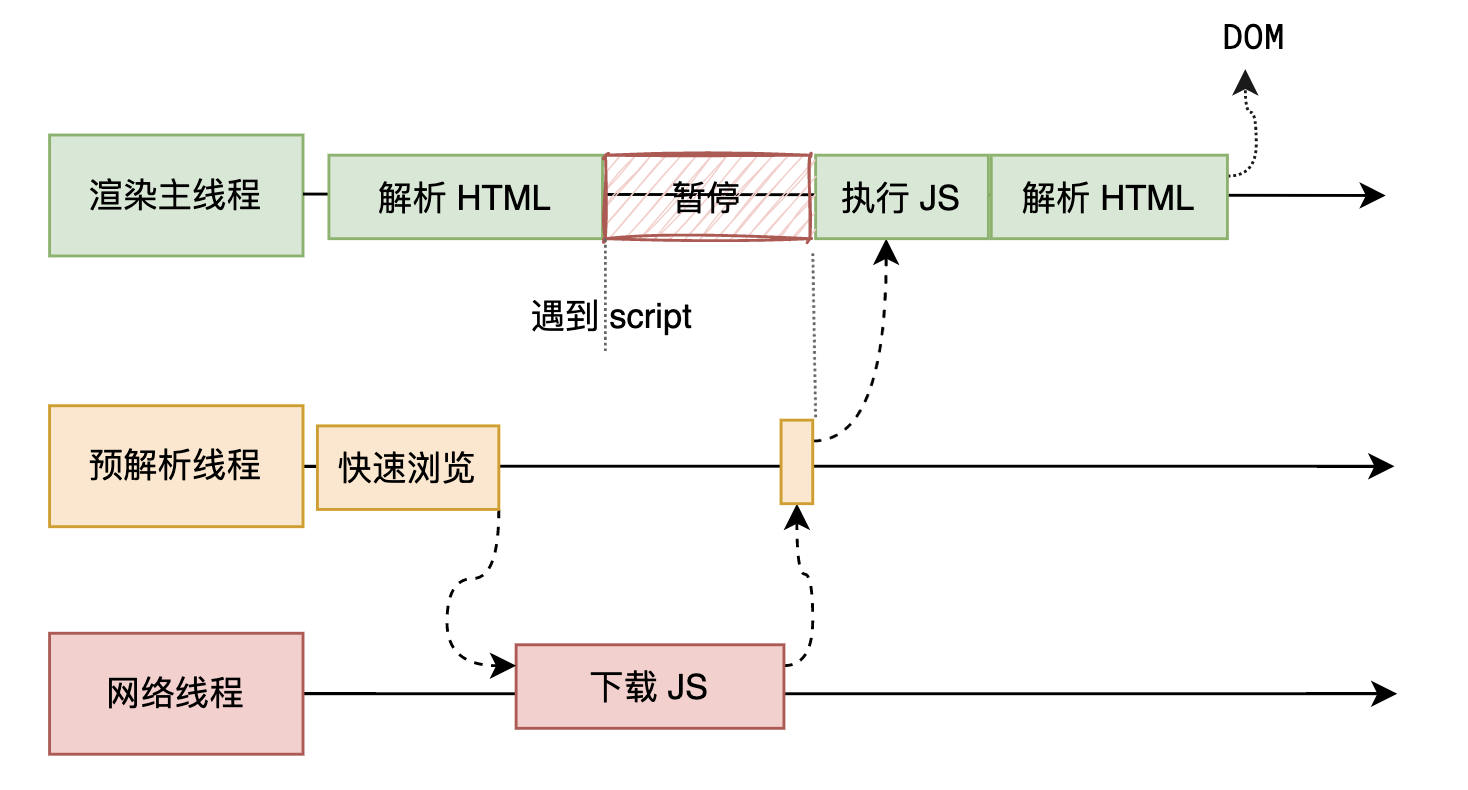 DOM
渲染主线程
解析 HTML
暂停
执行 JS
解析 HTML
遇到 script
预解析线程
快速浏览
网络线程
下载 JS